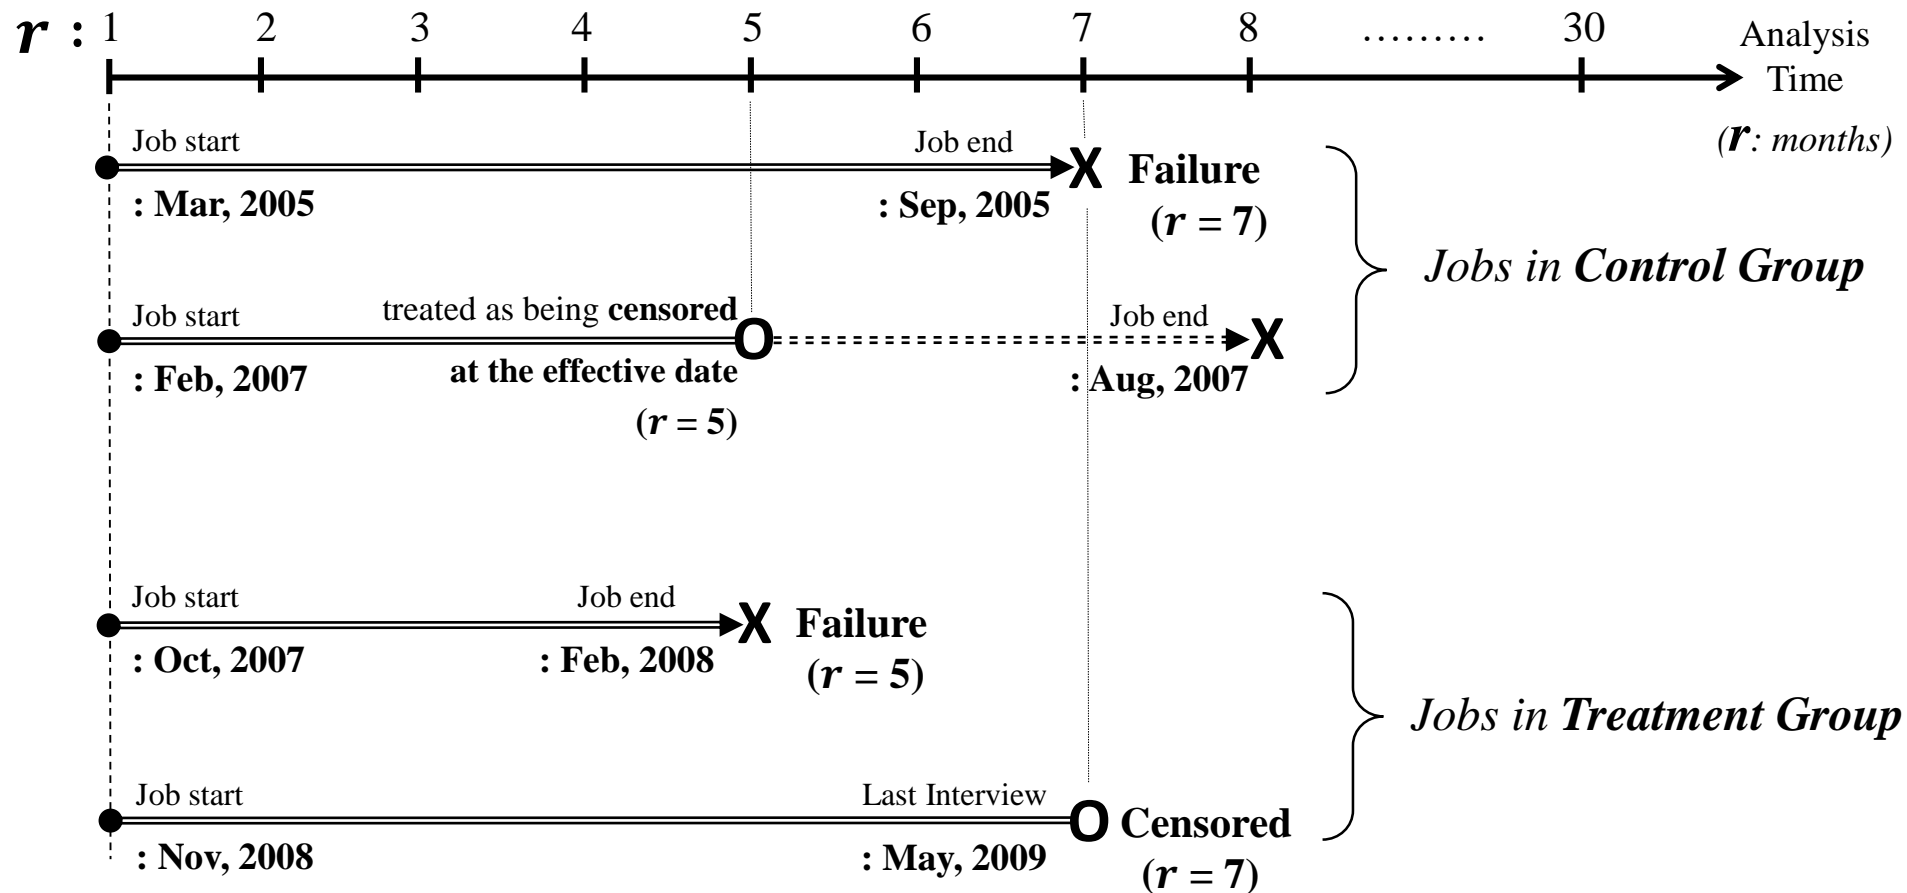 r : 1 2 3 4 5 6 7 8 ......... 30
Analysis
Time
(r: months)
Job start
Job end
X Failure
: Mar, 2005
: Sep, 2005
(r = 7)
Jobs in Control Group
Job start
treated as being censored
O
Job end
X
: Feb, 2007
at the effective date
: Aug, 2007
(r = 5)
Job start
Job end
X Failure
: Oct, 2007
: Feb, 2008
(r = 5)
Jobs in Treatment Group
Job start
Last Interview
O Censored
: Nov, 2008
: May, 2009
(r = 7)